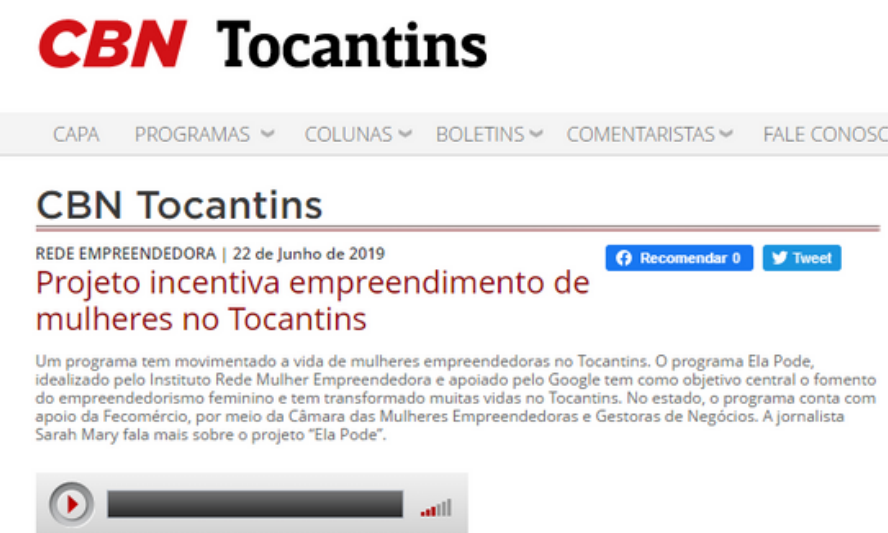 CBN Tocantins
CAPA PROGRAMAS COLUNAS BOLETINS COMENTARISTAS FALE CONOSC
CBN Tocantins
REDE EMPREENDEDORA | 22 de Junho de 2019
Recomendar 0 Tweet
Projeto incentiva empreendimento de
mulheres no Tocantins
Um programa tem movimentado a vida de mulheres empreendedoras no Tocantins. O programa Ela Pode,
idealizado pelo Instituto Rede Mulher Empreendedora e apoiado pelo Google tem como objetivo central o fomento
do empreendedorismo feminino e tem transformado muitas vidas no Tocantins. No estado, o programa conta com
apoio da Fecomércio, por meio da Câmara das Mulheres Empreendedoras e Gestoras de Negócios. A jornalista
Sarah Mary fala mais sobre o projeto "Ela Pode".